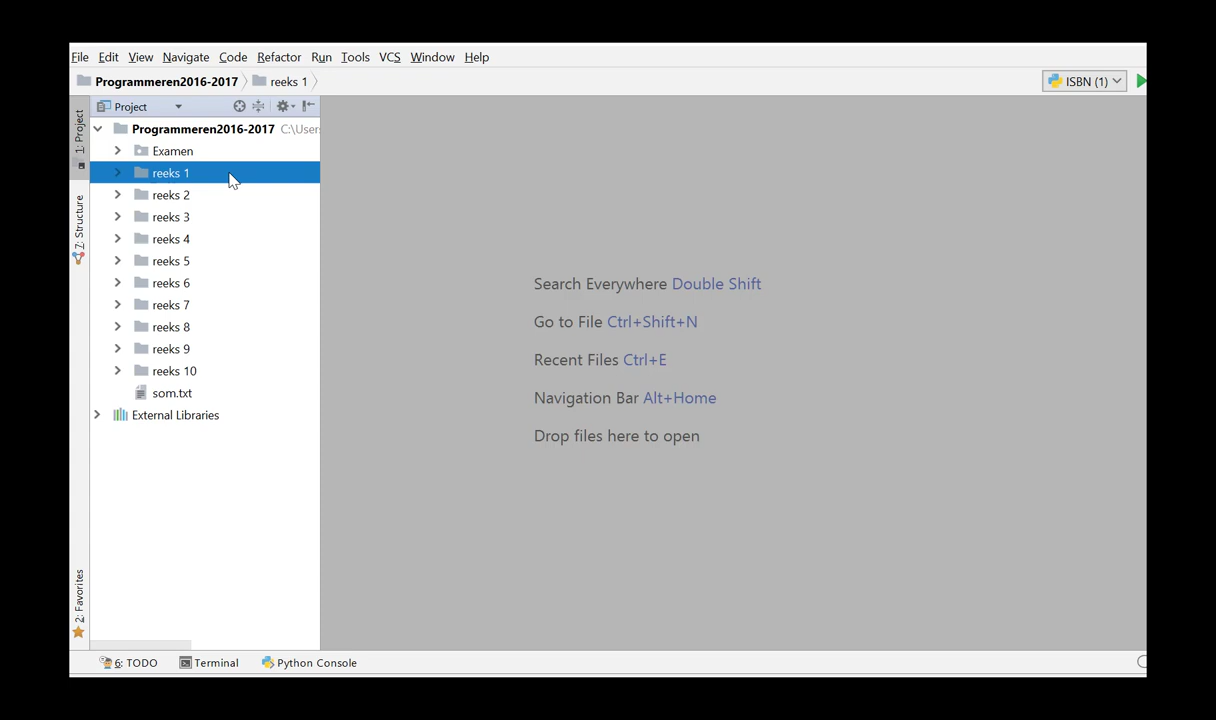 File Edit View Navigate Code Refactor Run Tools VCS Window Help
Programmeren2016-2017 reeks 1 ISBN (1)
Project
1: Project
Programmeren2016-2017 C:\Users
Examen
reeks 1
reeks 2
7: Structure
reeks 3
reeks 4
reeks 5
reeks 6
reeks 7
reeks 8
reeks 9
reeks 10
som.txt
External Libraries
Search Everywhere Double Shift
Go to File Ctrl+Shift+N
Recent Files Ctrl+E
Navigation Bar Alt+Home
Drop files here to open
2: Favorites
6: TODO Terminal Python Console